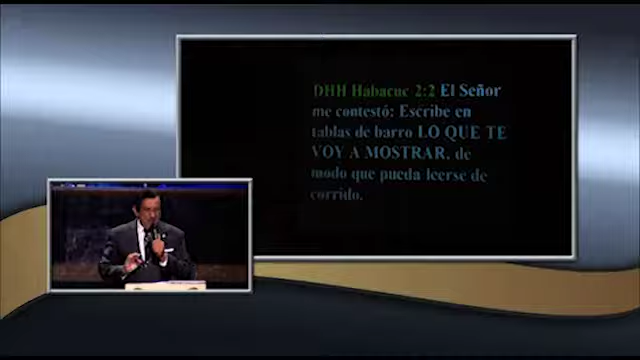 DHH Habacuc 2:2 El Señor
me contestó: Escribe en
tablas de barro LO QUE TE
VOY A MOSTRAR, de
modo que pueda leerse de
corrido.